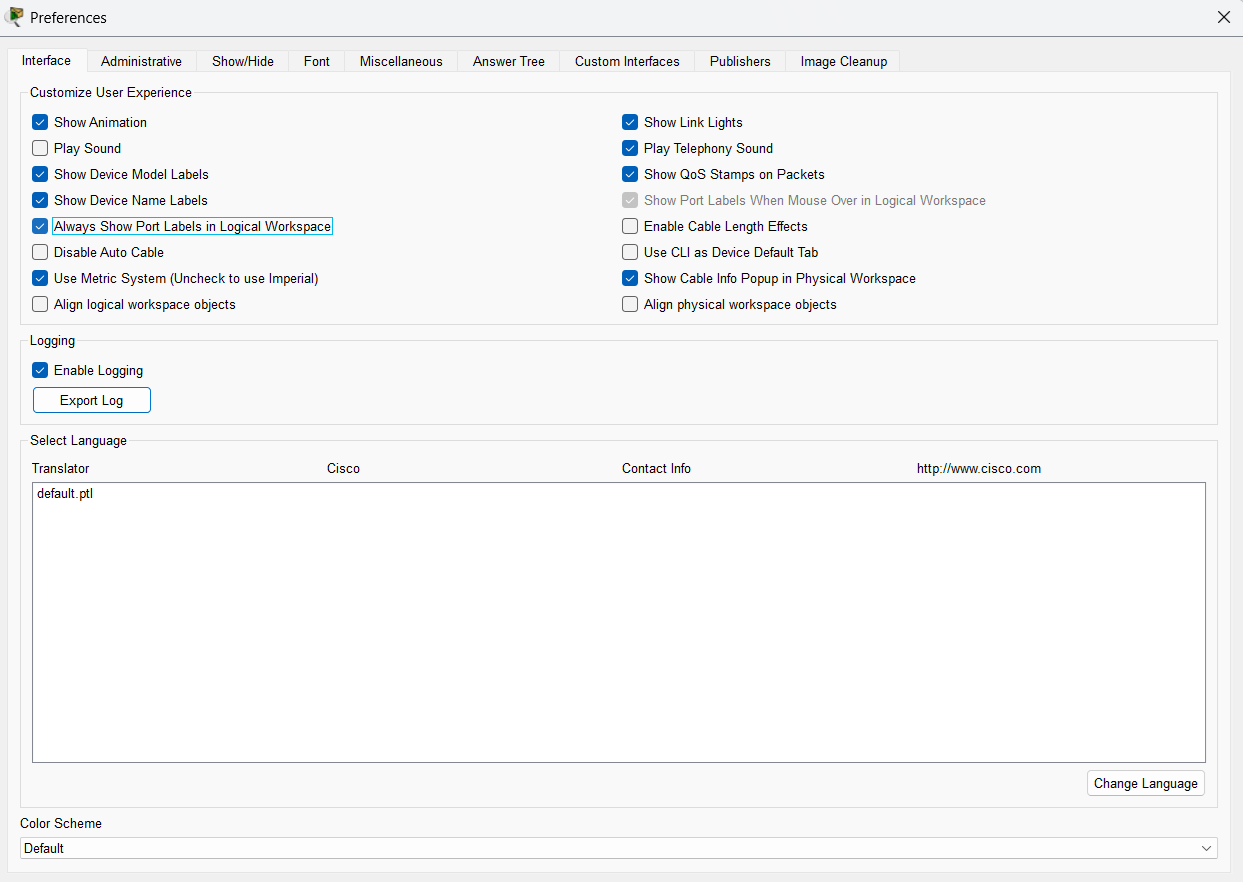 Preferences
Interface Administrative Show/Hide Font Miscellaneous Answer Tree Custom Interfaces Publishers Image Cleanup
Customize User Experience
Show Animation Show Link Lights
Play Sound Play Telephony Sound
Show Device Model Labels Show QoS Stamps on Packets
Show Device Name Labels Show Port Labels When Mouse Over in Logical Workspace
Always Show Port Labels in Logical Workspace Enable Cable Length Effects
Disable Auto Cable Use CLI as Device Default Tab
Use Metric System (Uncheck to use Imperial) Show Cable Info Popup in Physical Workspace
Align logical workspace objects Align physical workspace objects
Logging
Enable Logging
Export Log
Select Language
Translator Cisco Contact Info http://www.cisco.com
default.ptl
Change Language
Color Scheme
Default